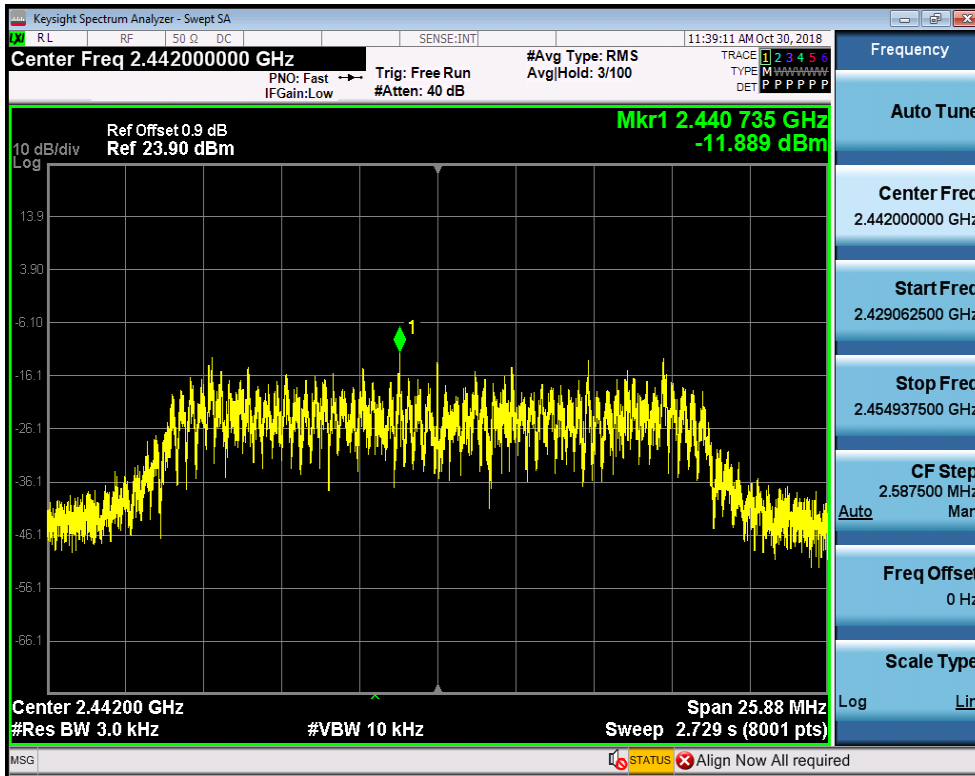 Keysight Spectrum Analyzer - Swept SA
LXI RL RF 50 Ω DC SENSE:INT 11:39:11 AM Oct 30, 2018
Center Freq 2.442000000 GHz
PNO: Fast
IFGain:Low
Trig: Free Run
#Atten: 40 dB
#Avg Type: RMS
Avg|Hold: 3/100
TRACE 1 2 3 4 5 6
TYPE M W W W W W
DET P P P P P P
Mkr1 2.440 735 GHz
-11.889 dBm
Ref Offset 0.9 dB
10 dB/div Ref 23.90 dBm
Log
13.9
3.90
-6.10
-16.1
-26.1
-36.1
-46.1
-56.1
-66.1
1
Center 2.44200 GHz Span 25.88 MHz
#Res BW 3.0 kHz #VBW 10 kHz Sweep 2.729 s (8001 pts)
MSG STATUS Align Now All required
Frequency
Auto Tune
Center Freq
2.442000000 GHz
Start Freq
2.429062500 GHz
Stop Freq
2.454937500 GHz
CF Step
2.587500 MHz
Auto Man
Freq Offset
0 Hz
Scale Type
Log Lin